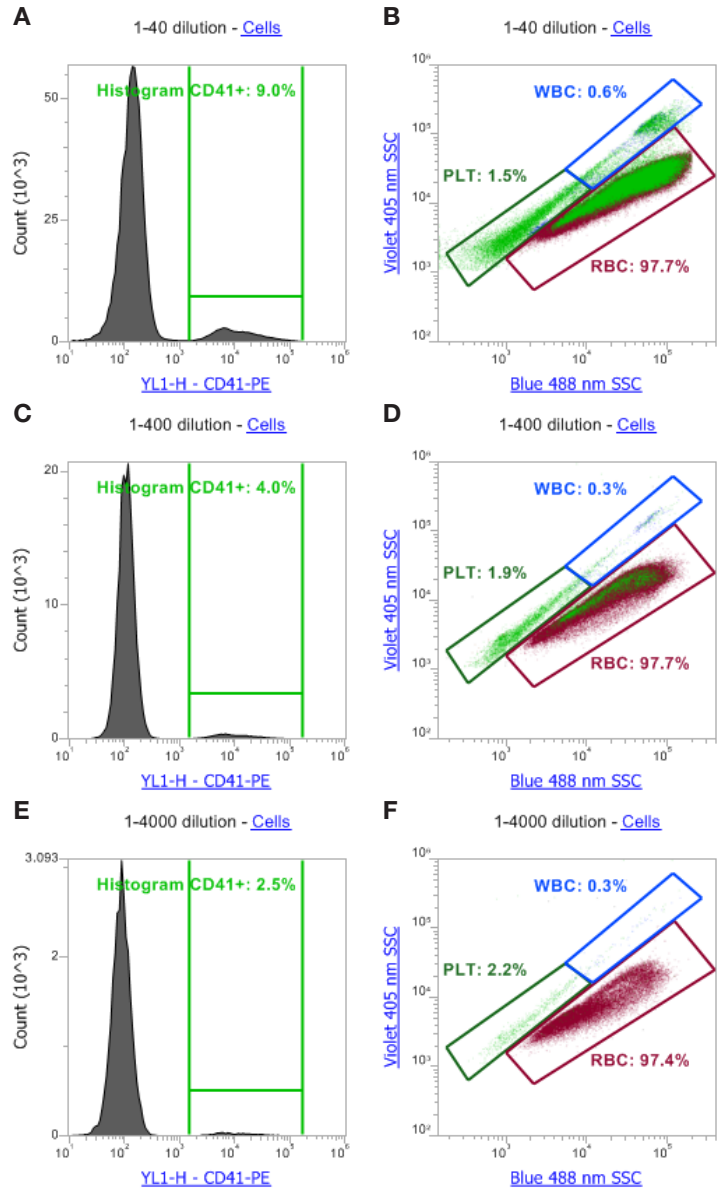 A
1-40 dilution - Cells
Histogram CD41+: 9.0%
50
25
0
Count (10^3)
10¹ 10² 10³ 10⁴ 10⁵ 10⁶
YL1-H - CD41-PE
B
1-40 dilution - Cells
WBC: 0.6%
PLT: 1.5%
RBC: 97.7%
10⁶
10⁵
10⁴
10³
10²
Violet 405 nm SSC
10³ 10⁴ 10⁵
Blue 488 nm SSC
C
1-400 dilution - Cells
Histogram CD41+: 4.0%
20
10
0
Count (10^3)
10¹ 10² 10³ 10⁴ 10⁵ 10⁶
YL1-H - CD41-PE
D
1-400 dilution - Cells
WBC: 0.3%
PLT: 1.9%
RBC: 97.7%
10⁶
10⁵
10⁴
10³
10²
Violet 405 nm SSC
10³ 10⁴ 10⁵
Blue 488 nm SSC
E
1-4000 dilution - Cells
Histogram CD41+: 2.5%
3.093
2
0
Count (10^3)
10¹ 10² 10³ 10⁴ 10⁵ 10⁶
YL1-H - CD41-PE
F
1-4000 dilution - Cells
WBC: 0.3%
PLT: 2.2%
RBC: 97.4%
10⁶
10⁵
10⁴
10³
10²
Violet 405 nm SSC
10³ 10⁴ 10⁵
Blue 488 nm SSC